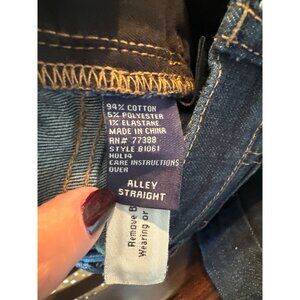 94% COTTON
5% POLYESTER
1% ELASTANE
MADE IN CHINA
RN# 77388
STYLE B1061
HOL14
CARE INSTRUCTIONS
OVER
ALLEY
STRAIGHT
Remove B
Wearing or